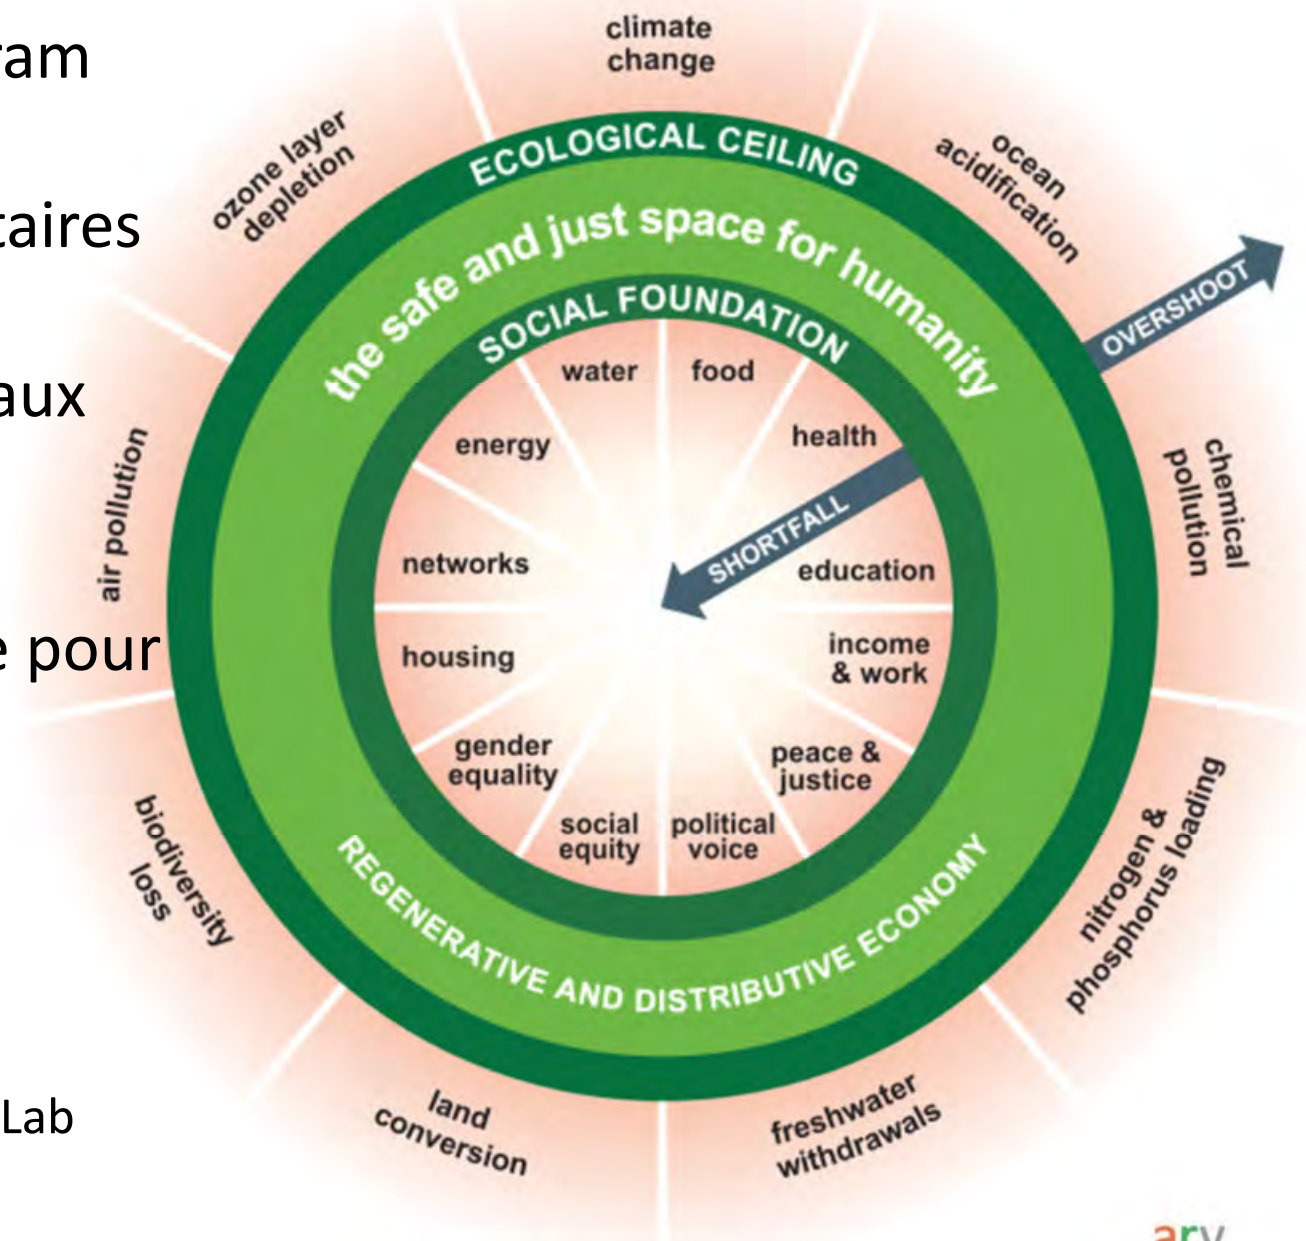 ram
taires
aux
e pour
Lab
climate
change
ocean
acidification
chemical
pollution
nitrogen &
phosphorus loading
freshwater
withdrawals
land
conversion
biodiversity
loss
air pollution
ozone layer
depletion
ECOLOGICAL CEILING
the safe and just space for humanity
SOCIAL FOUNDATION
OVERSHOOT
SHORTFALL
water
food
health
education
income
& work
peace &
justice
political
voice
social
equity
gender
equality
housing
networks
energy
REGENERATIVE AND DISTRIBUTIVE ECONOMY